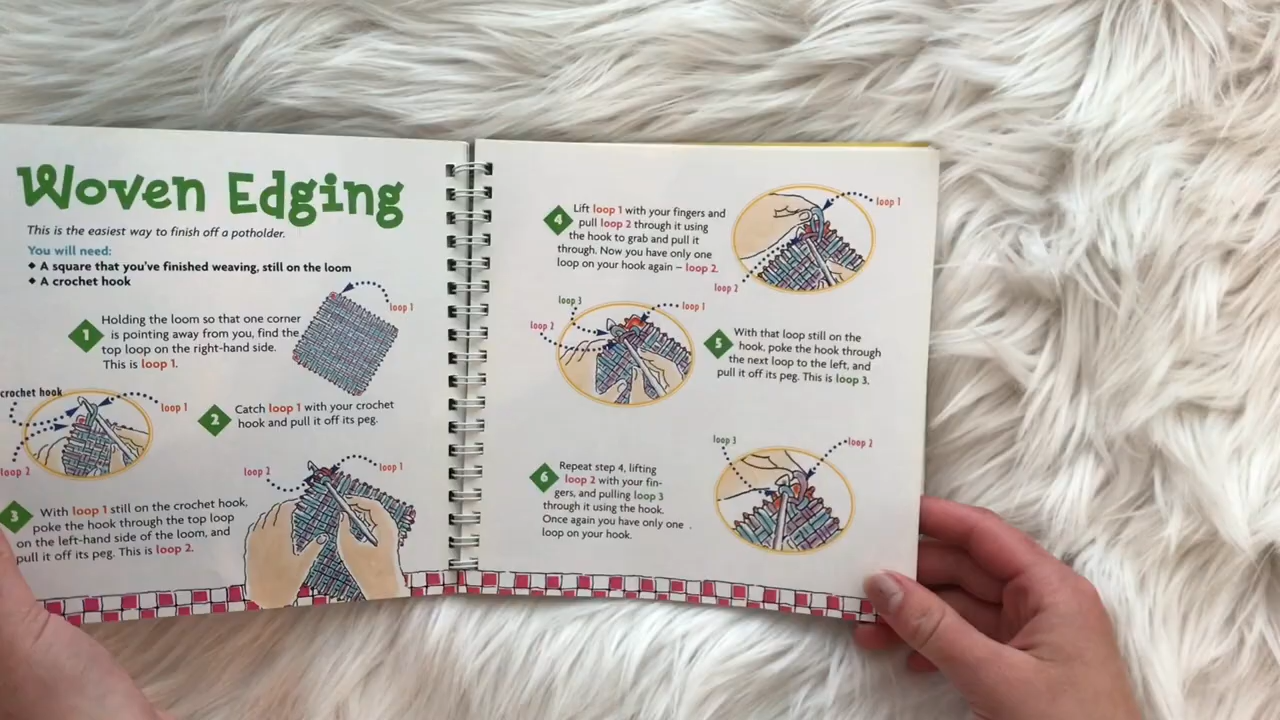 Woven Edging
This is the easiest way to finish off a potholder.
You will need:
◆ A square that you've finished weaving, still on the loom
◆ A crochet hook
loop 1
1
Holding the loom so that one corner
is pointing away from you, find the
top loop on the right-hand side.
This is loop 1.
crochet hook
loop 1
loop 2
2
Catch loop 1 with your crochet
hook and pull it off its peg.
loop 2
loop 1
3
With loop 1 still on the crochet hook,
poke the hook through the top loop
on the left-hand side of the loom, and
pull it off its peg. This is loop 2.
4
Lift loop 1 with your fingers and
pull loop 2 through it using
the hook to grab and pull it
through. Now you have only one
loop on your hook again – loop 2.
loop 1
loop 2
loop 3
loop 1
loop 2
5
With that loop still on the
hook, poke the hook through
the next loop to the left, and
pull it off its peg. This is loop 3.
loop 3
loop 2
6
Repeat step 4, lifting
loop 2 with your fin-
gers, and pulling loop 3
through it using the hook.
Once again you have only one
loop on your hook.